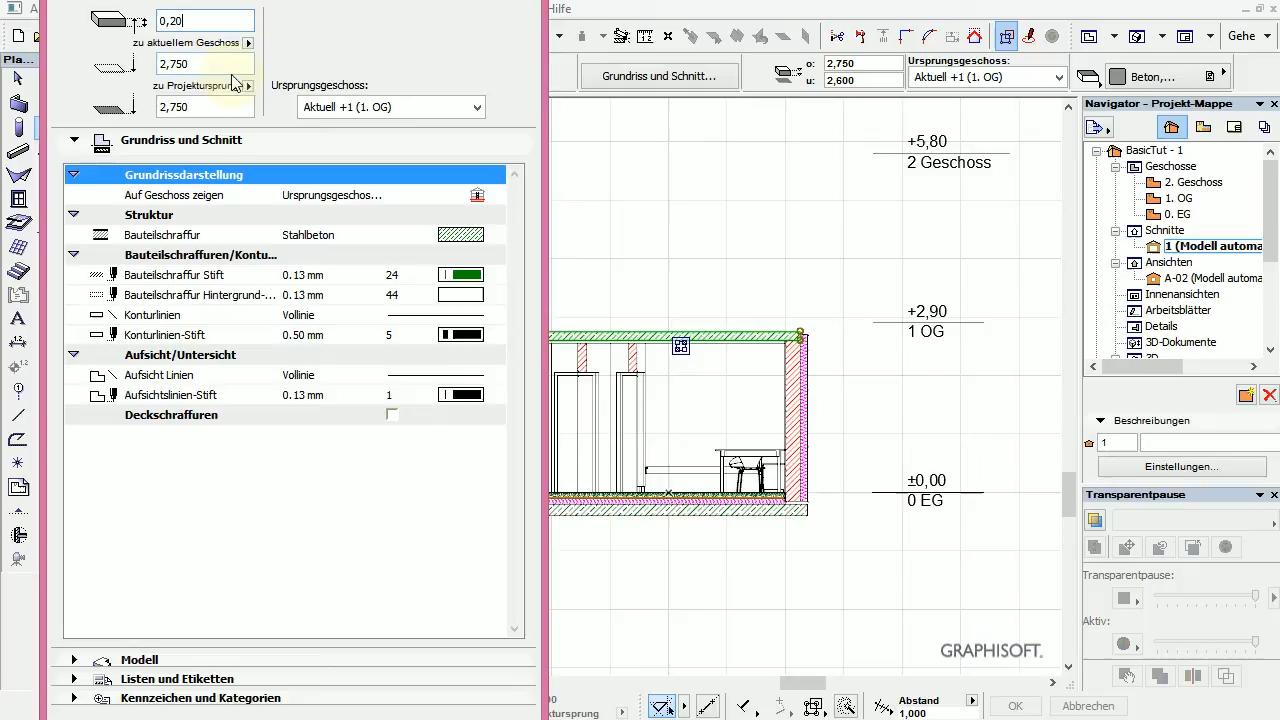 A
Hilfe
0,20
zu aktuellem Geschoss
2,750
zu Projektursprun
2,750
Ursprungsgeschoss:
Aktuell +1 (1. OG)
Grundriss und Schnitt
Grundrissdarstellung
Auf Geschoss zeigen Ursprungsgeschos...
Struktur
Bauteilschraffur Stahlbeton
Bauteilschraffuren/Kontu...
Bauteilschraffur Stift 0.13 mm 24
Bauteilschraffur Hintergrund-... 0.13 mm 44
Konturlinien Vollinie
Konturlinien-Stift 0.50 mm 5
Aufsicht/Untersicht
Aufsicht Linien Vollinie
Aufsichtslinien-Stift 0.13 mm 1
Deckschraffuren
Modell
Listen und Etiketten
Kennzeichen und Kategorien
Pla...
Gehe
Grundriss und Schnitt...
o: 2,750
u: 2,600
Ursprungsgeschoss:
Aktuell +1 (1. OG)
Beton,...
+5,80
2 Geschoss
+2,90
1 OG
±0,00
0 EG
GRAPHISOFT.
Navigator - Projekt-Mappe
BasicTut - 1
Geschosse
2. Geschoss
1. OG
0. EG
Schnitte
1 (Modell automa
Ansichten
A-02 (Modell automa
Innenansichten
Arbeitsblätter
Details
3D-Dokumente
3D
Beschreibungen
1
Einstellungen...
Transparentpause
Transparentpause:
Aktiv:
00
ktursprung
Abstand
1,000
OK
Abbrechen